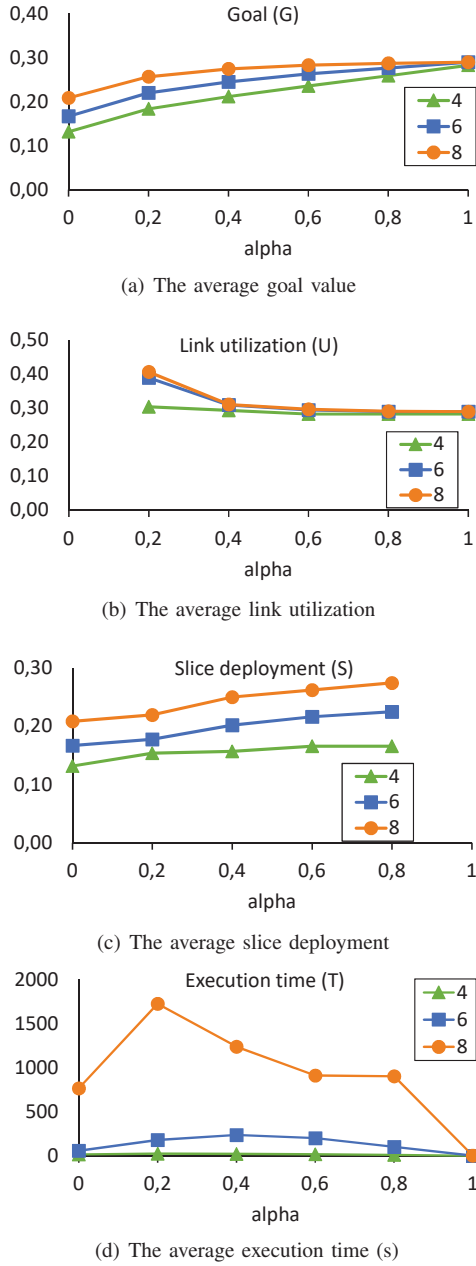 Goal (G)
0,40
0,30
0,20
0,10
0,00
4
6
8
0 0,2 0,4 0,6 0,8 1
alpha
(a) The average goal value
Link utilization (U)
0,50
0,40
0,30
0,20
0,10
0,00
4
6
8
0 0,2 0,4 0,6 0,8 1
alpha
(b) The average link utilization
Slice deployment (S)
0,30
0,20
0,10
0,00
4
6
8
0 0,2 0,4 0,6 0,8 1
alpha
(c) The average slice deployment
Execution time (T)
2000
1500
1000
500
0
4
6
8
0 0,2 0,4 0,6 0,8 1
alpha
(d) The average execution time (s)